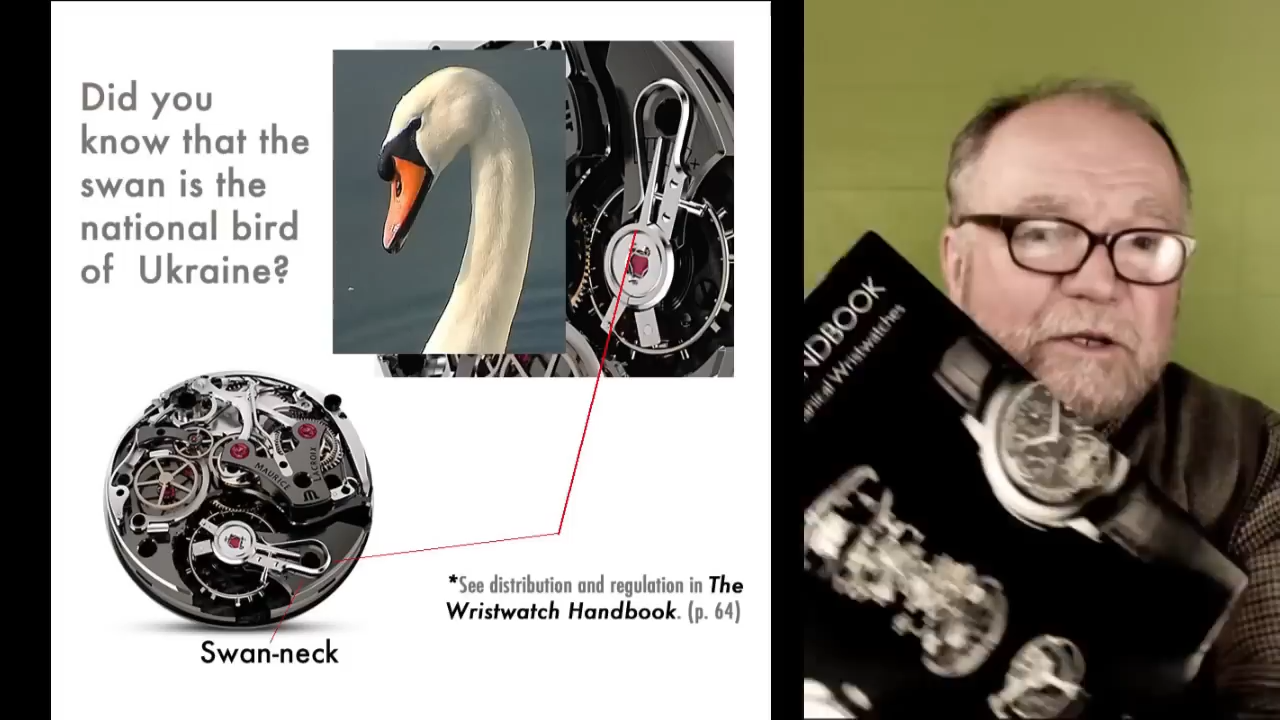 Did you
know that the
swan is the
national bird
of Ukraine?
MAURICE
LACROIX
Swan-neck
*See distribution and regulation in The
Wristwatch Handbook. (p. 64)
NDBOOK
anical Wristwatches